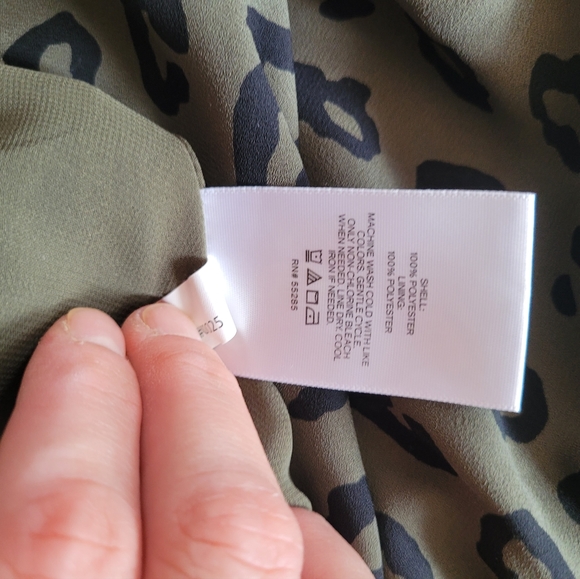 SHELL:
100% POLYESTER
LINING:
100% POLYESTER
MACHINE WASH COLD WITH LIKE
COLORS, GENTLE CYCLE.
ONLY NON-CHLORINE BLEACH
WHEN NEEDED. LINE DRY. COOL
IRON IF NEEDED.
RN# 55285